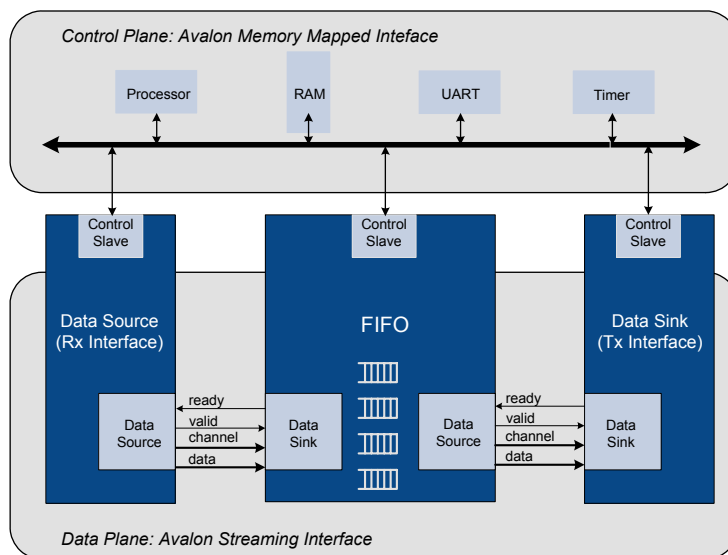 Control Plane: Avalon Memory Mapped Inteface
Processor
RAM
UART
Timer
Control
Slave
Control
Slave
Control
Slave
Data Source
(Rx Interface)
FIFO
Data Sink
(Tx Interface)
Data
Source
ready
valid
channel
data
Data
Sink
Data
Source
ready
valid
channel
data
Data
Sink
Data Plane: Avalon Streaming Interface